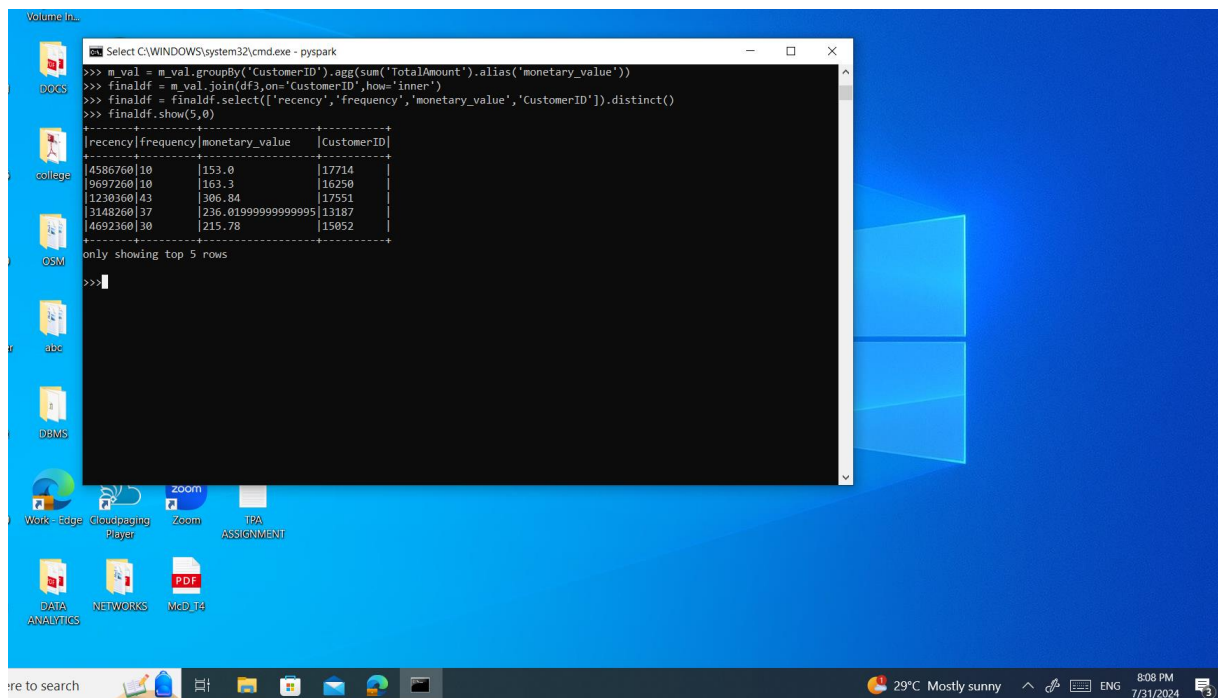 Volume In...
Select C:\WINDOWS\system32\cmd.exe - pyspark
>>> m_val = m_val.groupBy('CustomerID').agg(sum('TotalAmount').alias('monetary_value'))
>>> finaldf = m_val.join(df3,on='CustomerID',how='inner')
>>> finaldf = finaldf.select(['recency','frequency','monetary_value','CustomerID']).distinct()
>>> finaldf.show(5,0)
+-------+---------+------------------+----------+
|recency|frequency|monetary_value    |CustomerID|
+-------+---------+------------------+----------+
|4586760|10       |153.0             |17714     |
|9697260|10       |163.3             |16250     |
|1230360|43       |306.84            |17551     |
|3148260|37       |236.01999999999995|13187     |
|4692360|30       |215.78            |15052     |
+-------+---------+------------------+----------+
only showing top 5 rows
>>>
DOCS
college
OSM
abc
DBMS
Work - Edge
Cloudpaging Player
zoom
Zoom
TPA ASSIGNMENT
DATA ANALYTICS
NETWORKS
PDF
McD_T4
ere to search
29°C Mostly sunny
ENG
8:08 PM
7/31/2024
3